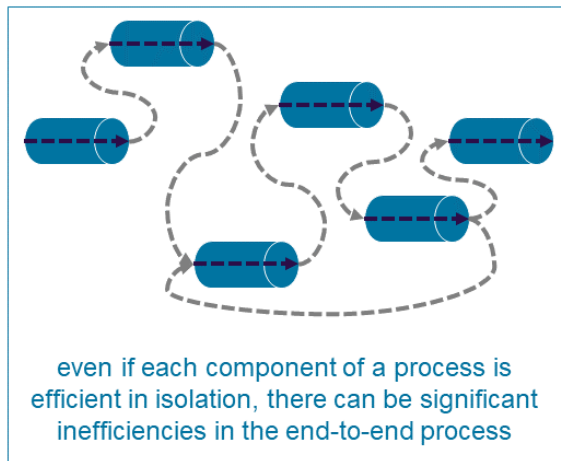 even if each component of a process is
efficient in isolation, there can be significant
inefficiencies in the end-to-end process